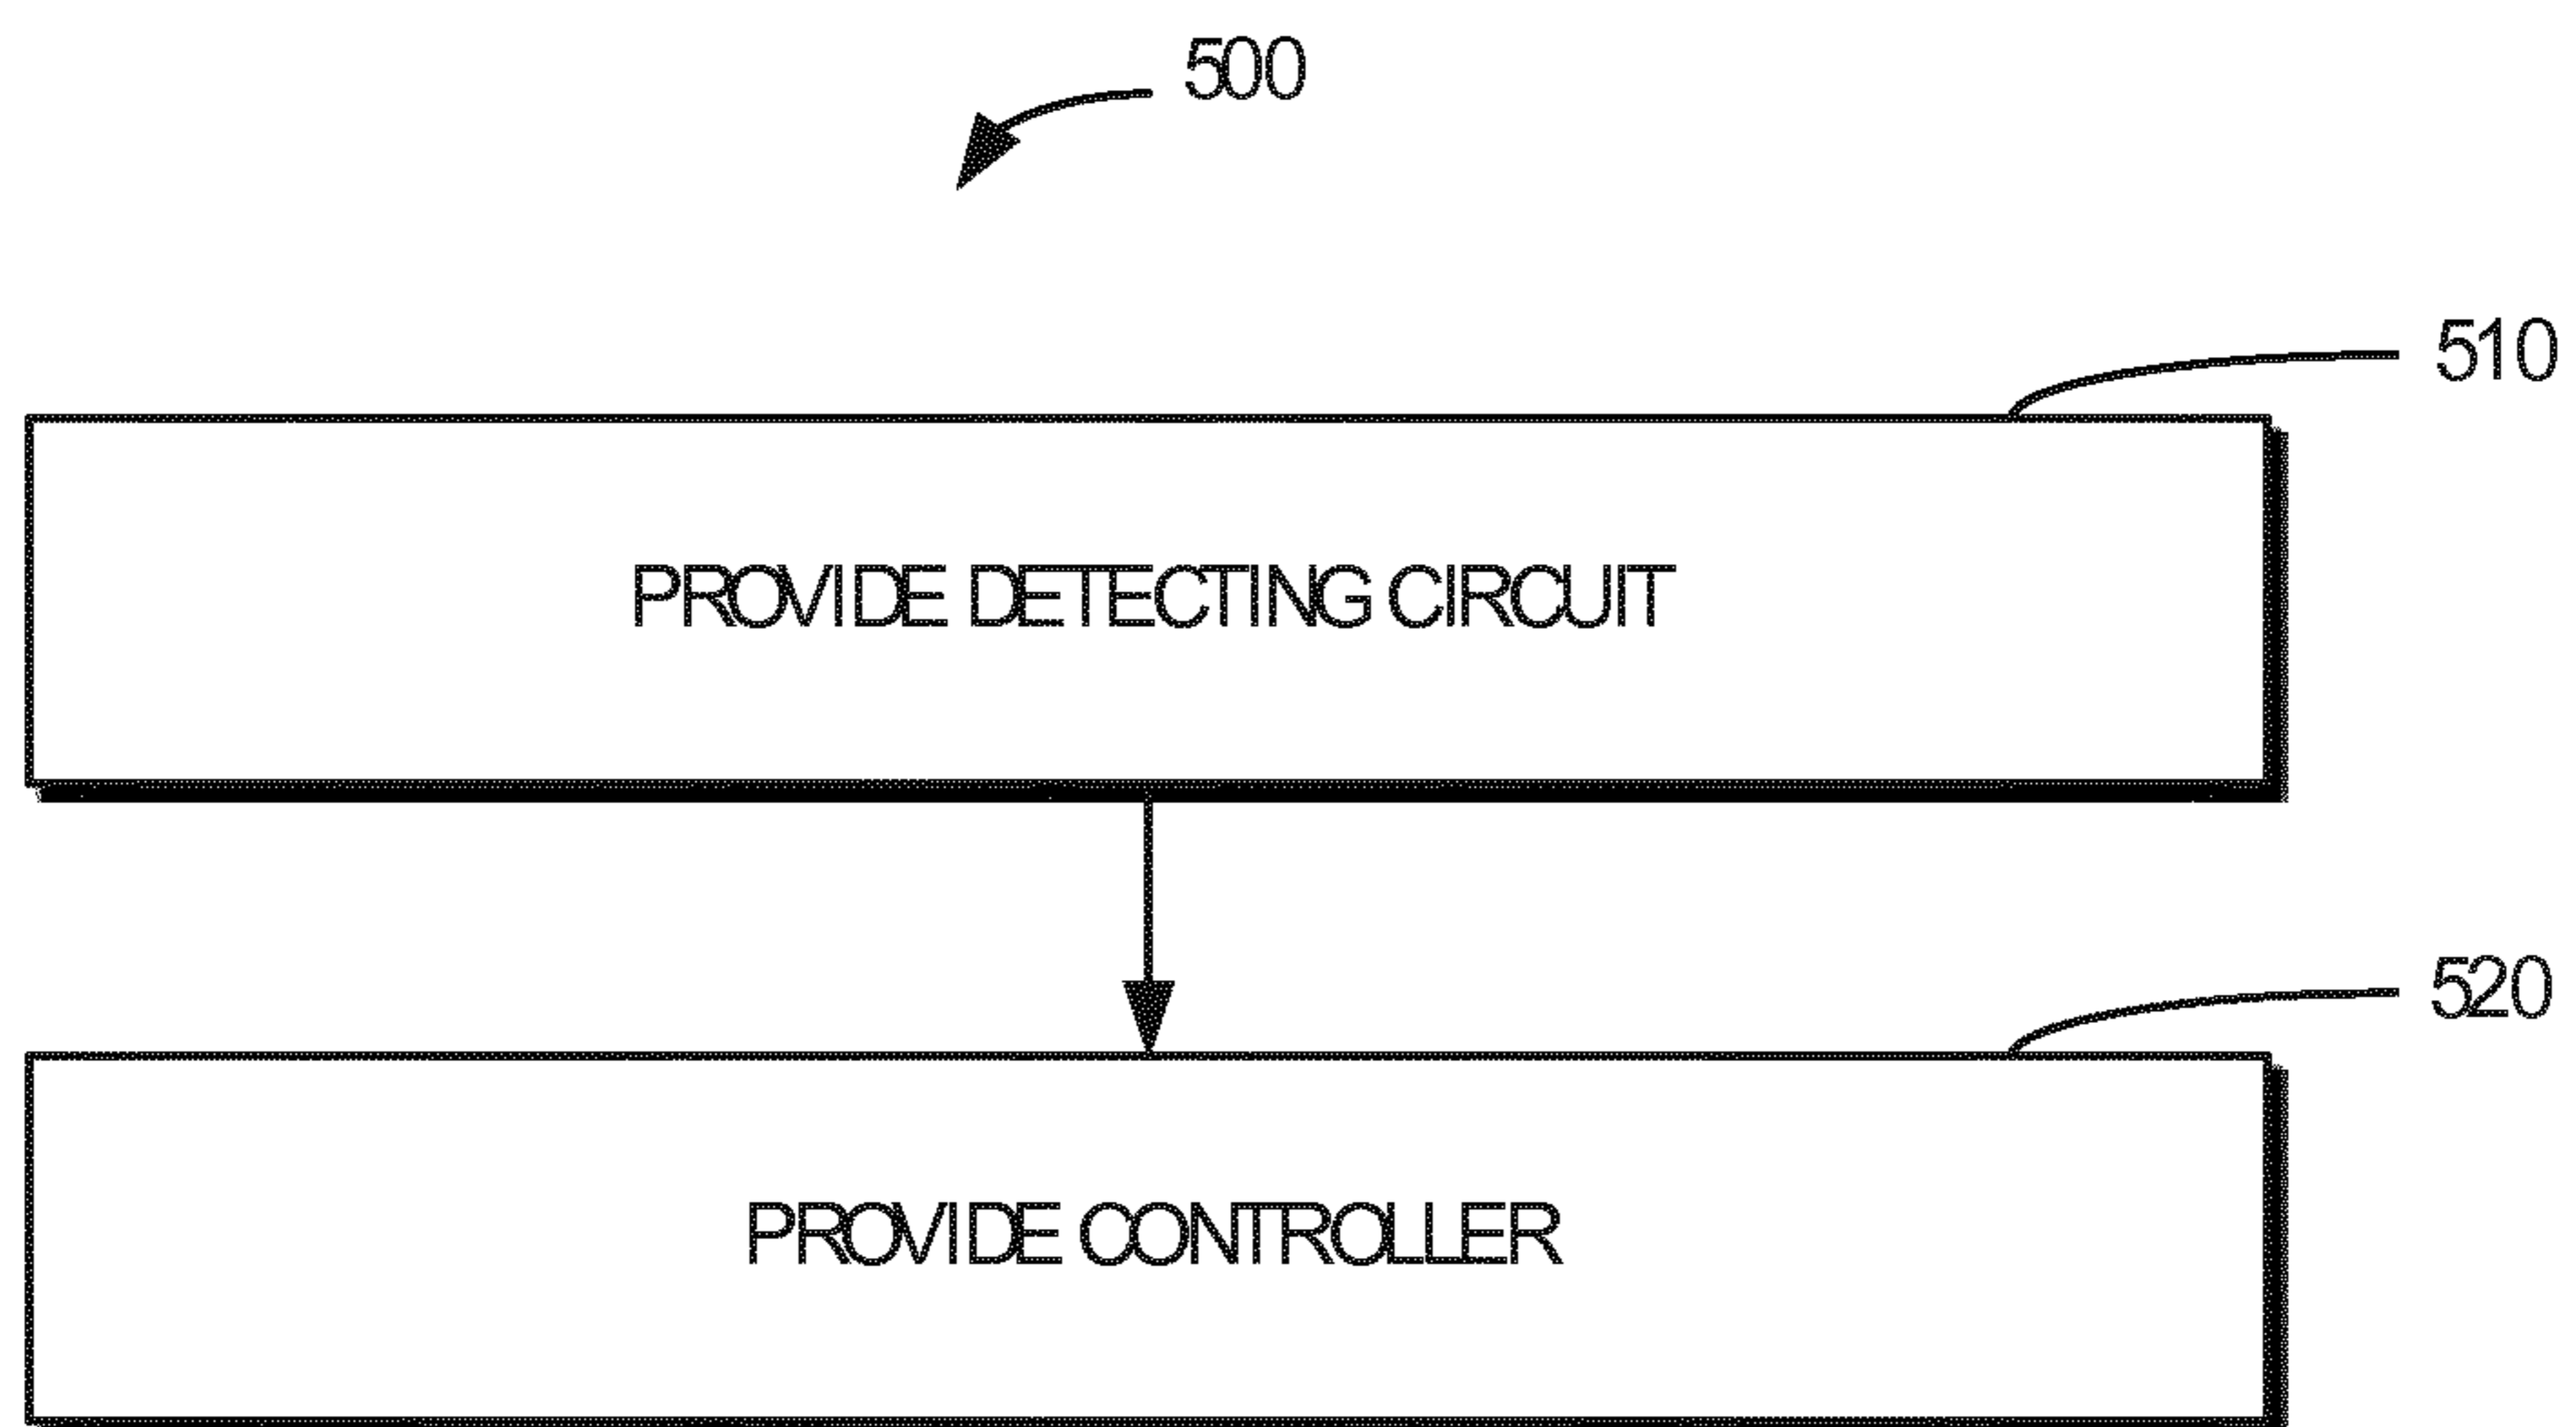 500
510
PROVIDE DETECTING CIRCUIT
520
PROVIDE CONTROLLER